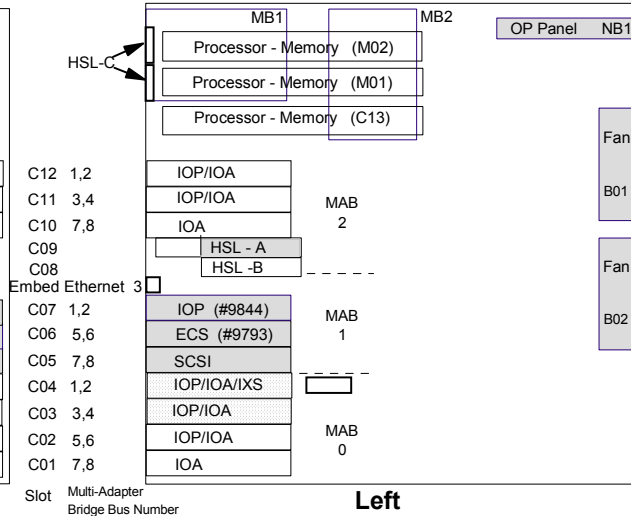 MB1 MB2
OP Panel NB1
HSL-C
Processor - Memory (M02)
Processor - Memory (M01)
Processor - Memory (C13)
Fan
B01
C12 1,2 IOP/IOA
C11 3,4 IOP/IOA
MAB
2
C10 7,8 IOA
C09 HSL - A
C08 HSL -B
Fan
B02
Embed Ethernet 3
C07 1,2 IOP (#9844)
MAB
1
C06 5,6 ECS (#9793)
C05 7,8 SCSI
C04 1,2 IOP/IOA/IXS
C03 3,4 IOP/IOA
MAB
0
C02 5,6 IOP/IOA
C01 7,8 IOA
Slot Multi-Adapter
Bridge Bus Number
Left